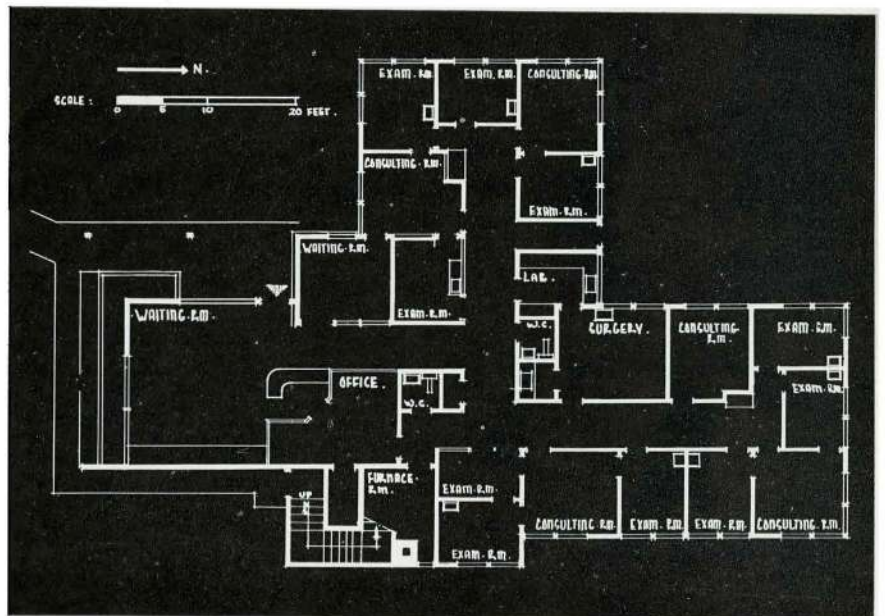 N.
SCALE :
0 5 10 20 FEET.
EXAM. RM.
EXAM. RM.
CONSULTING. RM.
CONSULTING. RM.
EXAM. RM.
WAITING. RM.
EXAM. RM.
LAB.
WAITING. RM.
W.C.
SURGERY.
CONSULTING. RM.
EXAM. RM.
OFFICE.
W.C.
EXAM. RM.
UP
FURNACE. RM.
EXAM. RM.
EXAM. RM.
CONSULTING. RM.
EXAM. RM.
EXAM. RM.
CONSULTING. RM.